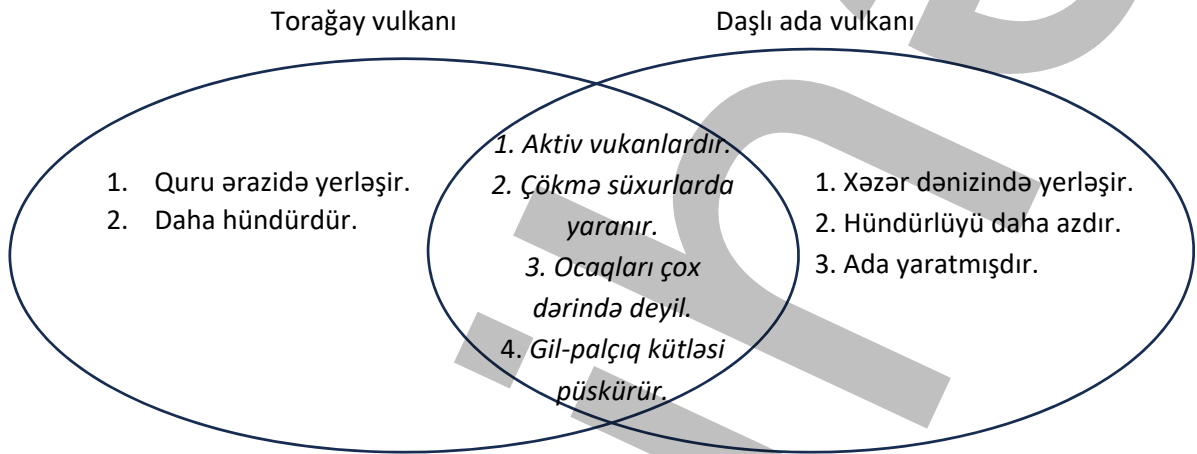 Torağay vulkanı
Daşlı ada vulkanı
1. Quru ərazidə yerləşir.
2. Daha hündürdür.
1. Aktiv vukanlardır.
2. Çökmə süxurlarda
yaranır.
3. Ocaqları çox
dərində deyil.
4. Gil-palçıq kütləsi
püskürür.
1. Xəzər dənizində yerləşir.
2. Hündürlüyü daha azdır.
3. Ada yaratmışdır.